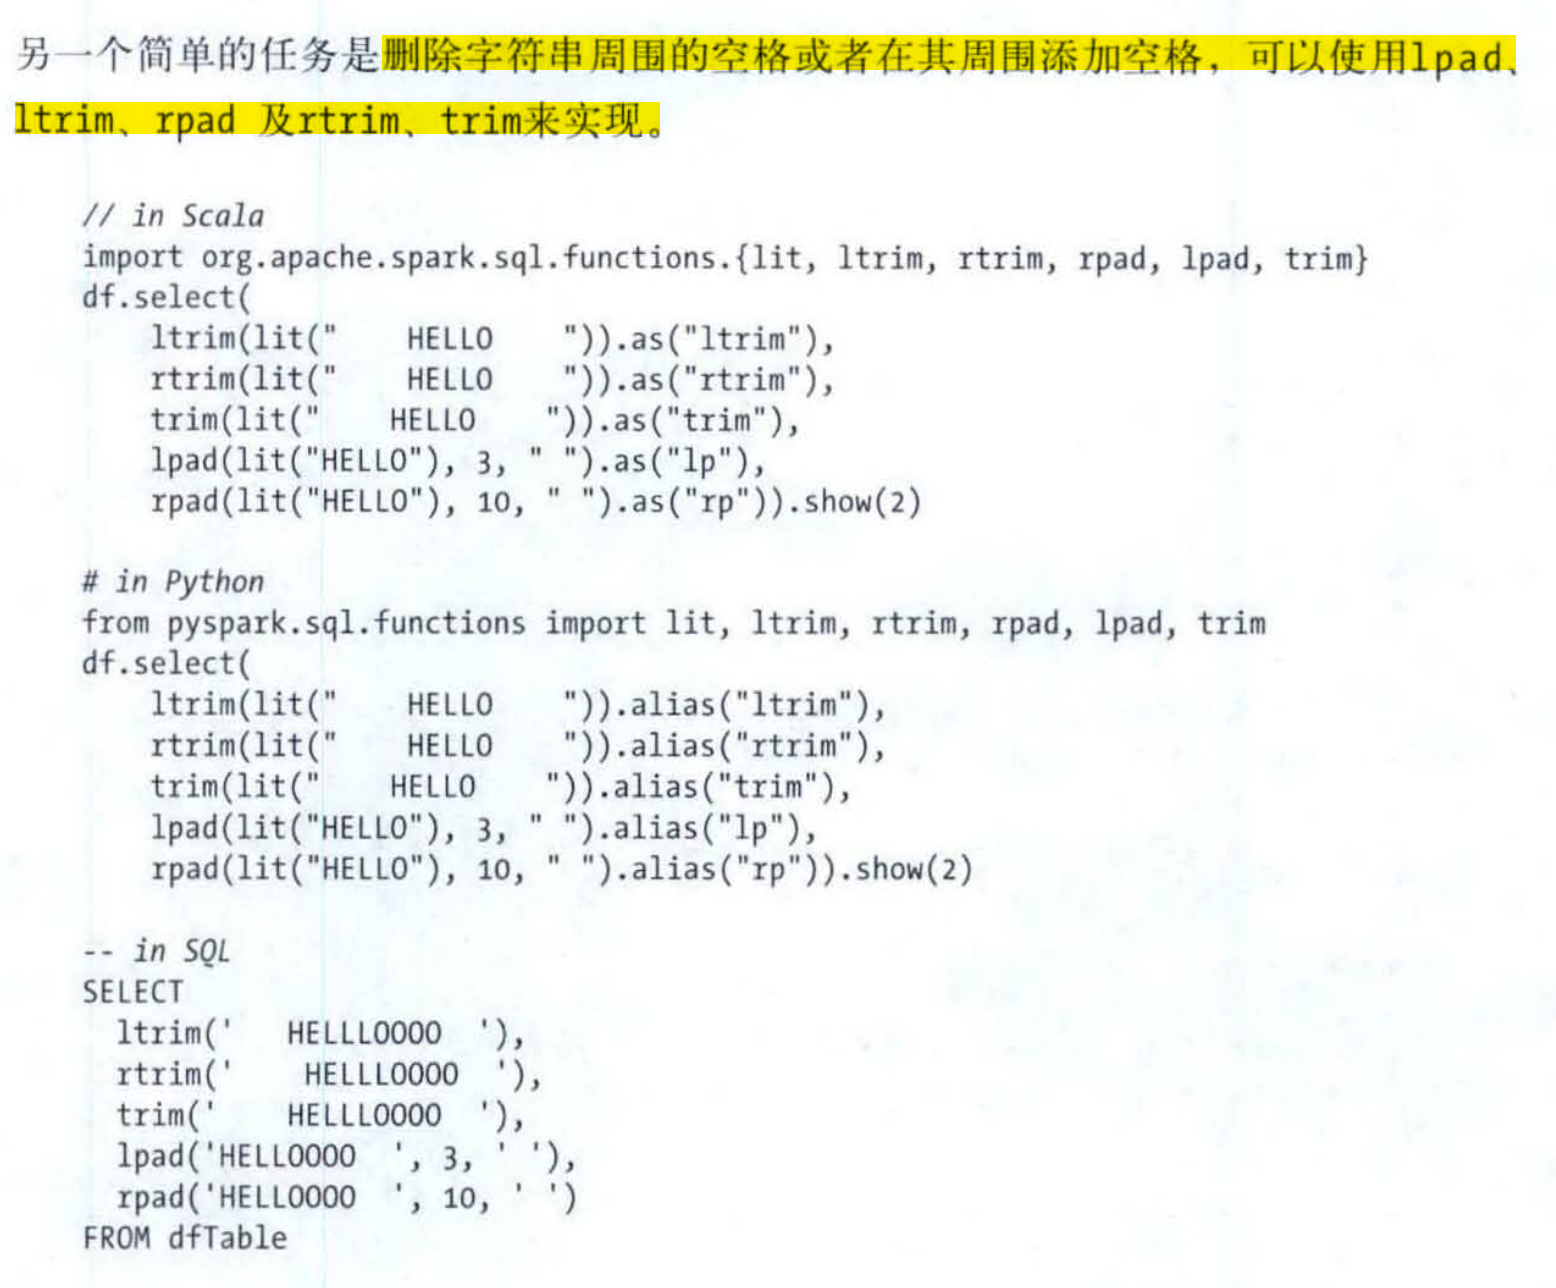 另一个简单的任务是删除字符串周围的空格或者在其周围添加空格，可以使用lpad、
ltrim、rpad 及rtrim、trim来实现。
// in Scala
import org.apache.spark.sql.functions.{lit, ltrim, rtrim, rpad, lpad, trim}
df.select(
    ltrim(lit("    HELLO    ")).as("ltrim"),
    rtrim(lit("    HELLO    ")).as("rtrim"),
    trim(lit("    HELLO    ")).as("trim"),
    lpad(lit("HELLO"), 3, " ").as("lp"),
    rpad(lit("HELLO"), 10, " ").as("rp")).show(2)
# in Python
from pyspark.sql.functions import lit, ltrim, rtrim, rpad, lpad, trim
df.select(
    ltrim(lit("    HELLO    ")).alias("ltrim"),
    rtrim(lit("    HELLO    ")).alias("rtrim"),
    trim(lit("    HELLO    ")).alias("trim"),
    lpad(lit("HELLO"), 3, " ").alias("lp"),
    rpad(lit("HELLO"), 10, " ").alias("rp")).show(2)
-- in SQL
SELECT
  ltrim('   HELLLOOOO  '),
  rtrim('    HELLLOOOO  '),
  trim('    HELLLOOOO  '),
  lpad('HELLOOOO  ', 3, ' '),
  rpad('HELLOOOO  ', 10, ' ')
FROM dfTable